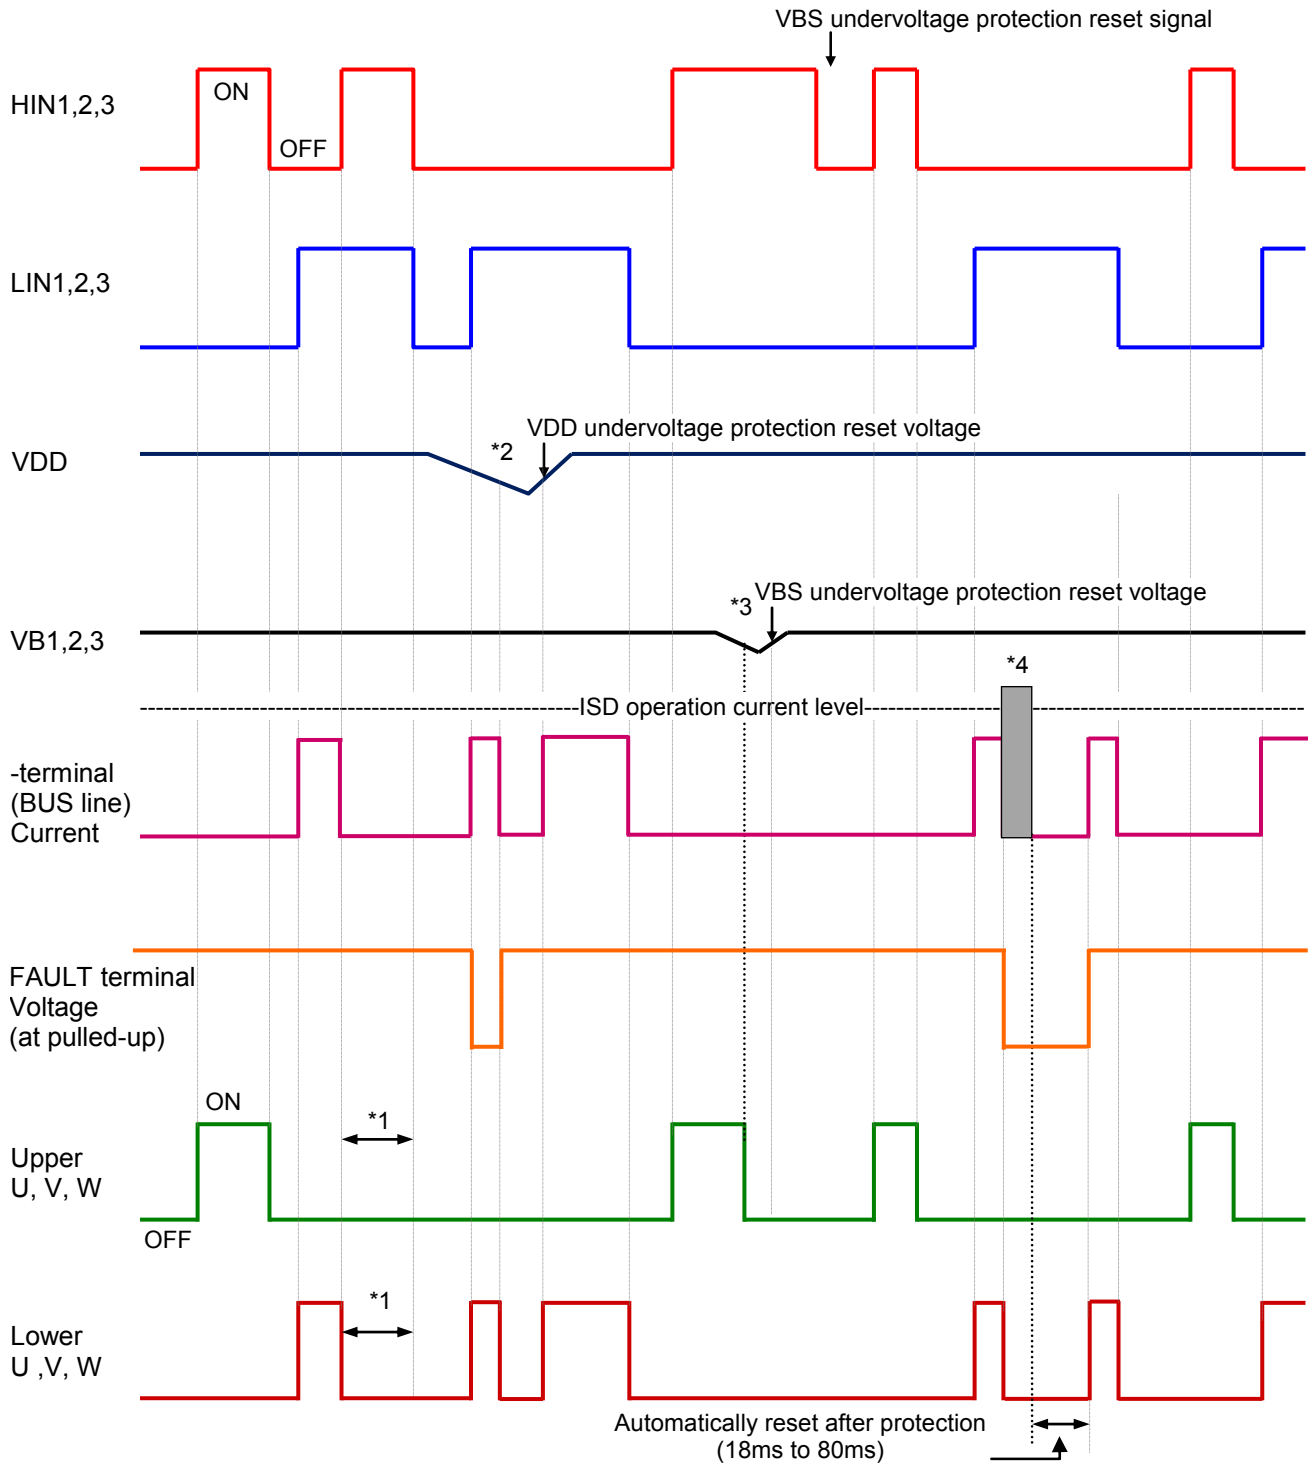 VBS undervoltage protection reset signal
HIN1,2,3
ON
OFF
LIN1,2,3
VDD undervoltage protection reset voltage
*2
VDD
VBS undervoltage protection reset voltage
*3
VB1,2,3
*4
ISD operation current level
-terminal
(BUS line)
Current
FAULT terminal
Voltage
(at pulled-up)
ON
*1
Upper
U, V, W
OFF
*1
Lower
U ,V, W
Automatically reset after protection
(18ms to 80ms)